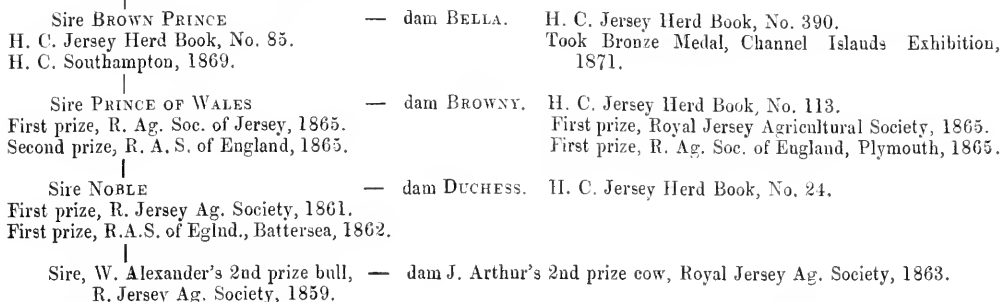 Sire BROWN PRINCE — dam BELLA. H. C. Jersey Herd Book, No. 390.
H. C. Jersey Herd Book, No. 85. Took Bronze Medal, Channel Islands Exhibition,
H. C. Southampton, 1869. 1871.
Sire PRINCE OF WALES — dam BROWNY. H. C. Jersey Herd Book, No. 113.
First prize, R. Ag. Soc. of Jersey, 1865. First prize, Royal Jersey Agricultural Society, 1865.
Second prize, R. A. S. of England, 1865. First prize, R. Ag. Soc. of England, Plymouth, 1865.
Sire NOBLE — dam DUCHESS. H. C. Jersey Herd Book, No. 24.
First prize, R. Jersey Ag. Society, 1861.
First prize, R.A.S. of Eglnd., Battersea, 1862.
Sire, W. Alexander's 2nd prize bull, — dam J. Arthur's 2nd prize cow, Royal Jersey Ag. Society, 1863.
R. Jersey Ag. Society, 1859.